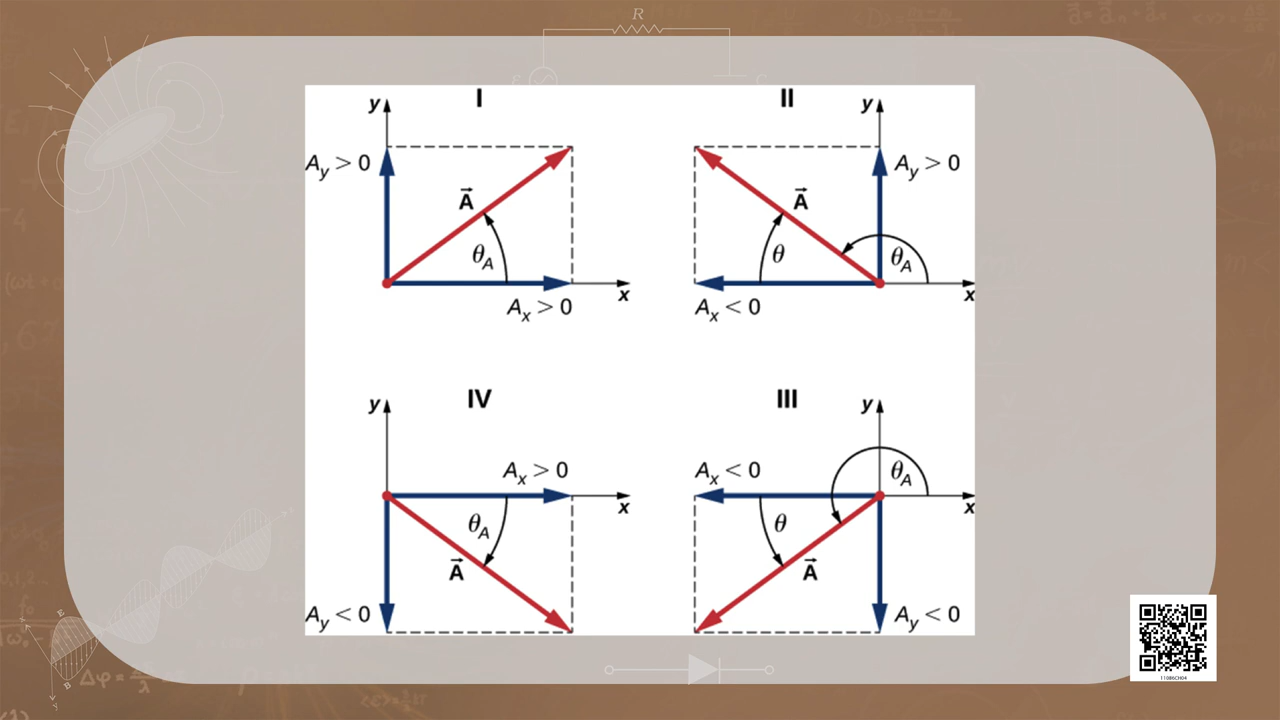 R
I
II
y
y
A_y > 0
A_y > 0
A⃗
A⃗
θ_A
θ
θ_A
x
x
A_x > 0
A_x < 0
IV
III
y
y
A_x > 0
A_x < 0
θ_A
x
x
θ_A
θ
A⃗
A⃗
A_y < 0
A_y < 0
11086CH04